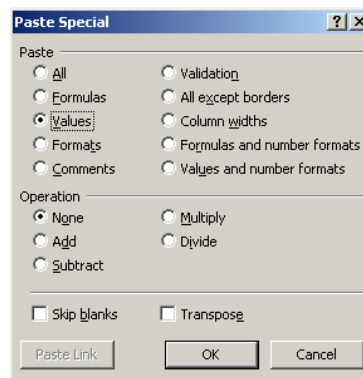 Paste Special
Paste
All
Validation
Formulas
All except borders
Values
Column widths
Formats
Formulas and number formats
Comments
Values and number formats
Operation
None
Multiply
Add
Divide
Subtract
Skip blanks
Transpose
Paste Link
OK
Cancel